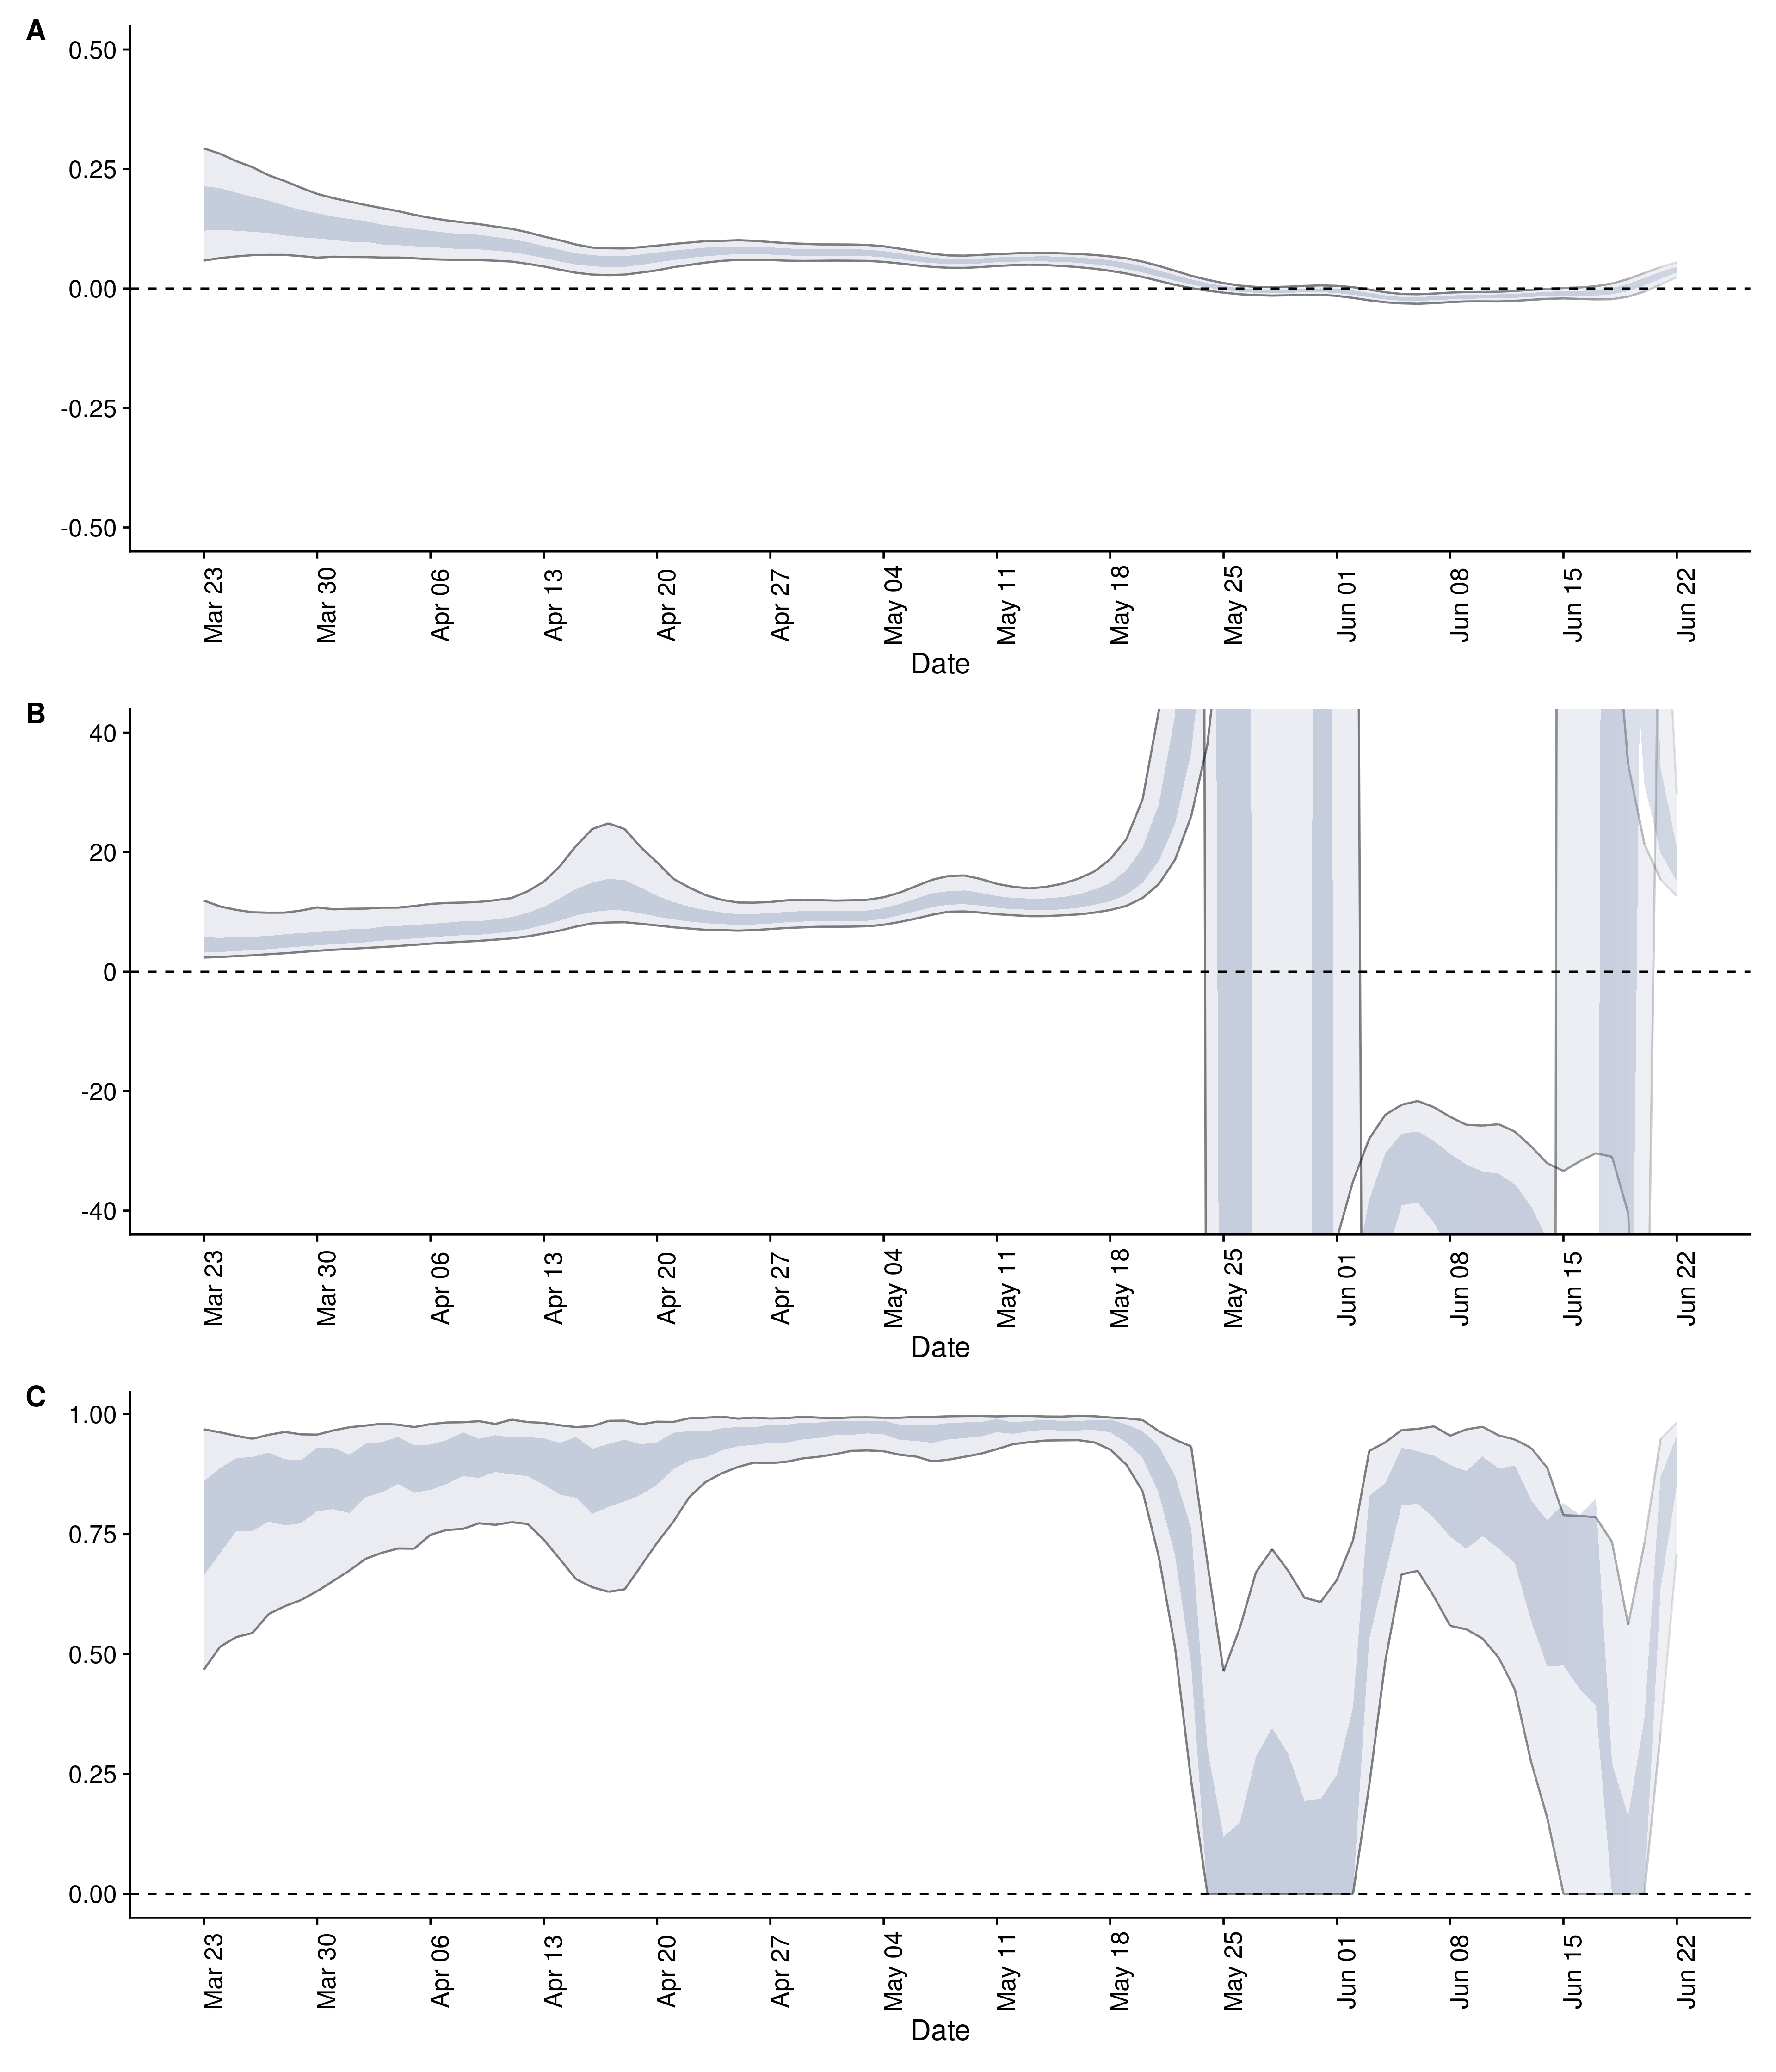 A
0.50
0.25
0.00
-0.25
-0.50
Mar 23
Mar 30
Apr 06
Apr 13
Apr 20
Apr 27
May 04
May 11
May 18
May 25
Jun 01
Jun 08
Jun 15
Jun 22
Date
B
40
20
0
-20
-40
Mar 23
Mar 30
Apr 06
Apr 13
Apr 20
Apr 27
May 04
May 11
May 18
May 25
Jun 01
Jun 08
Jun 15
Jun 22
Date
C
1.00
0.75
0.50
0.25
0.00
Mar 23
Mar 30
Apr 06
Apr 13
Apr 20
Apr 27
May 04
May 11
May 18
May 25
Jun 01
Jun 08
Jun 15
Jun 22
Date